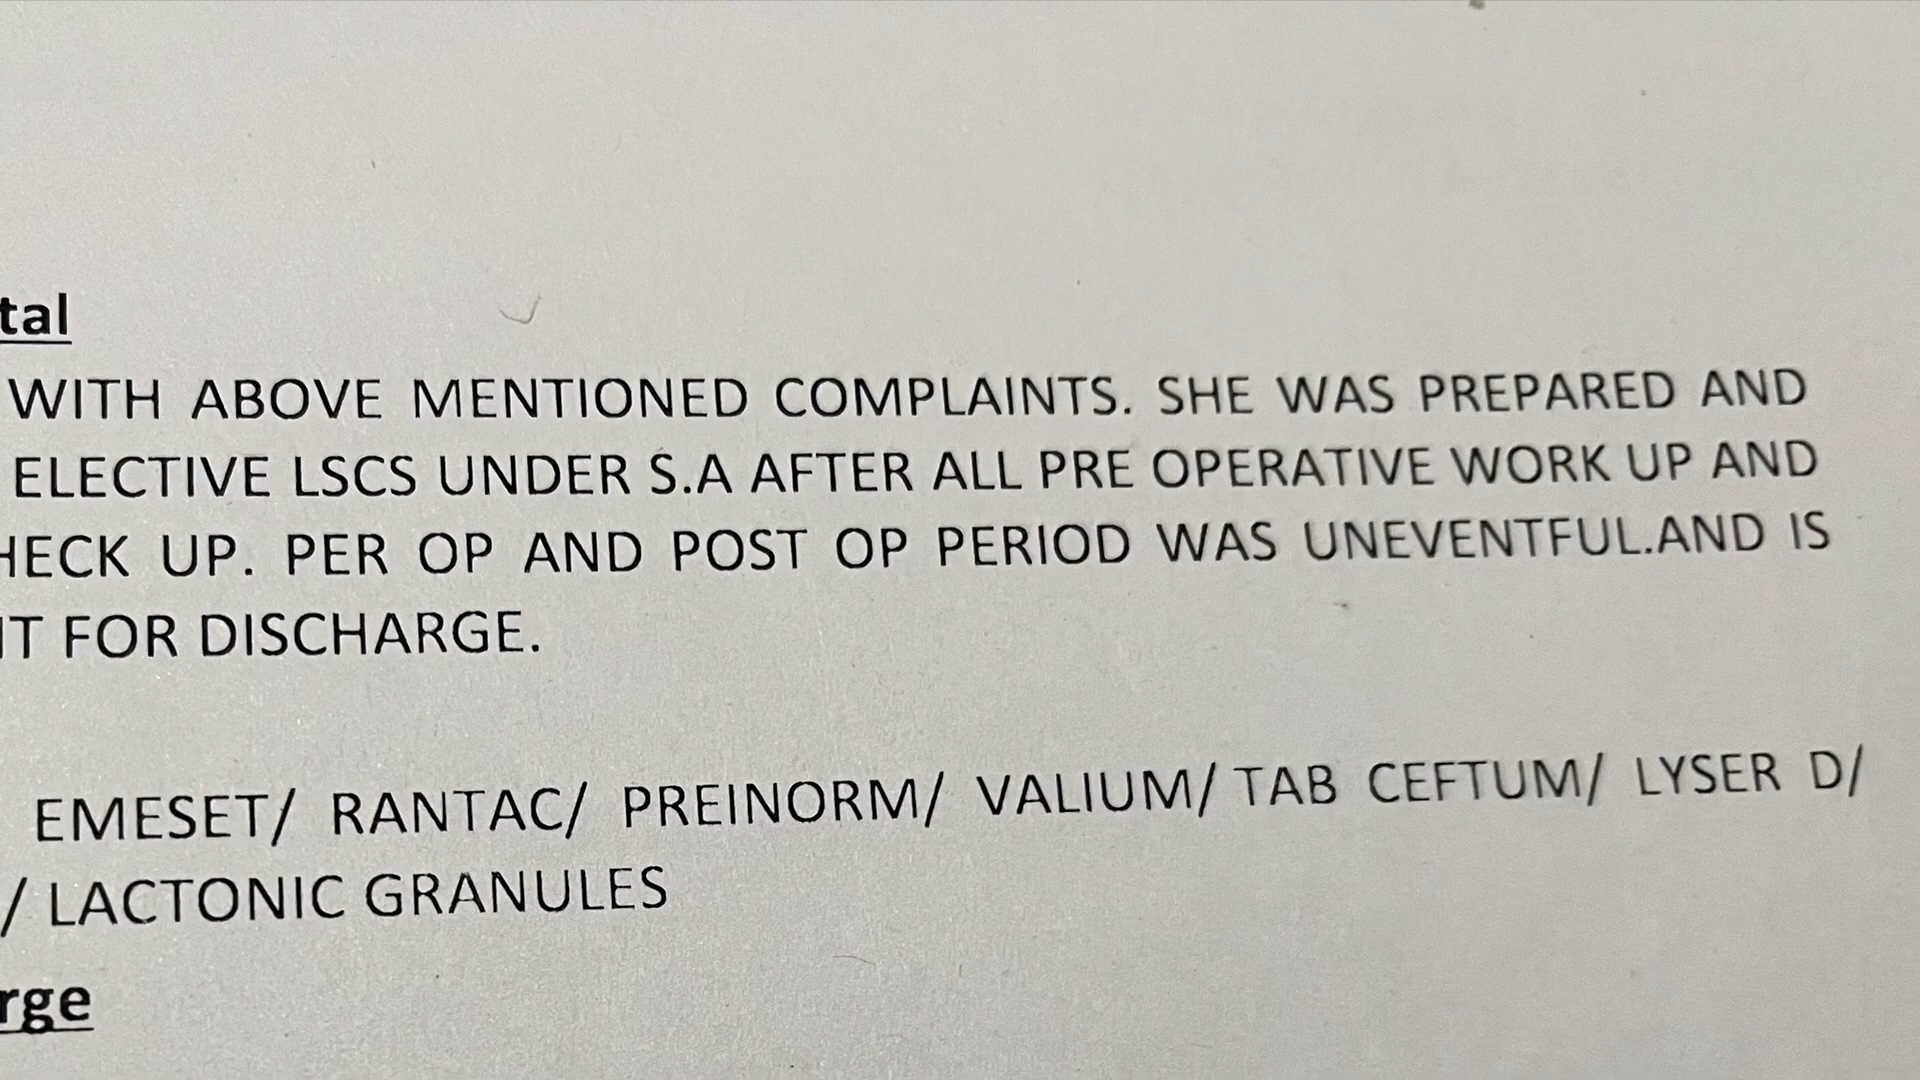 tal
WITH ABOVE MENTIONED COMPLAINTS. SHE WAS PREPARED AND
ELECTIVE LSCS UNDER S.A AFTER ALL PRE OPERATIVE WORK UP AND
HECK UP. PER OP AND POST OP PERIOD WAS UNEVENTFUL.AND IS
IT FOR DISCHARGE.
EMESET/ RANTAC/ PREINORM/ VALIUM/ TAB CEFTUM/ LYSER D/
/ LACTONIC GRANULES
rge